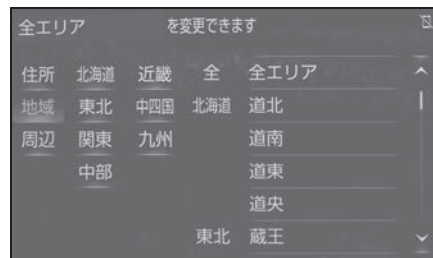 全エリア を変更できます
住所 北海道 近畿 全 全エリア
地域 東北 中四国 北海道 道北
周辺 関東 九州 道南
中部 道東
道央
東北 蔵王